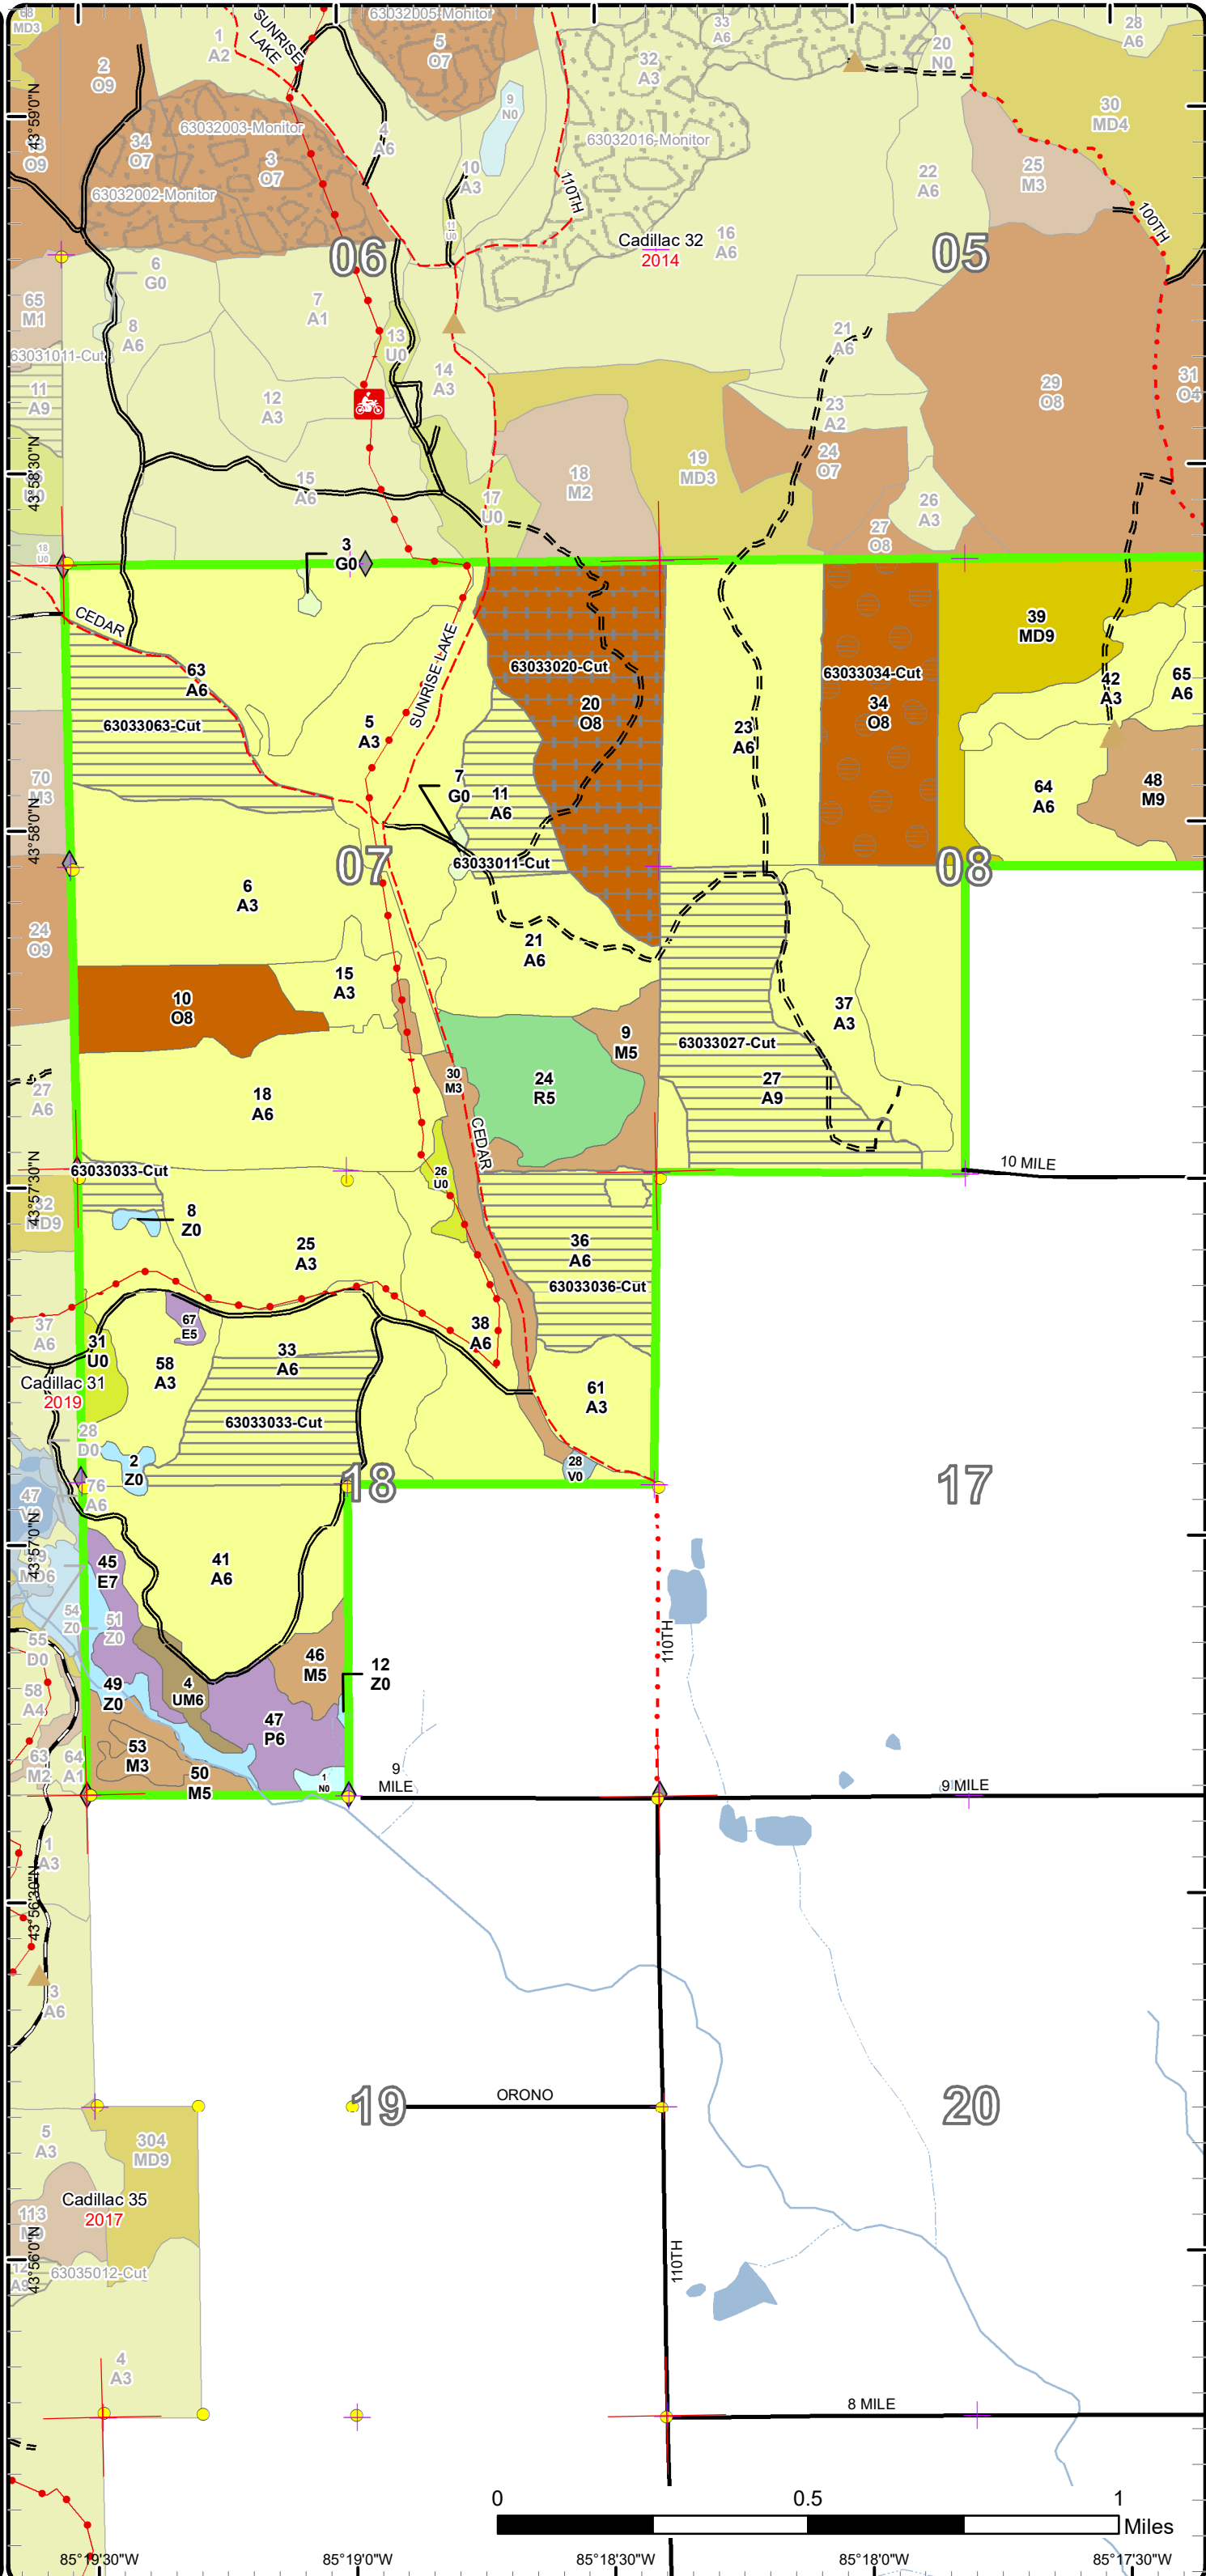 63032005-Monitor
SUNRISE
LAKE
68
MD3
1
A2
33
A6
28
A6
2
O9
5
O7
32
A3
20
N0
9
N0
30
MD4
43°59'0"N
63032003-Monitor
34
O7
3
O7
4
A6
63032016-Monitor
O9
10
A3
22
A6
25
M3
63032002-Monitor
110TH
100TH
11
U0
Cadillac 32
2014
16
A6
06
05
6
G0
65
M1
7
A1
8
A6
63031011-Cut
13
U0
21
A6
14
A3
29
O8
31
O4
11
A9
12
A3
23
A2
43°58'30"N
U0
15
A6
18
M2
19
MD3
24
O7
17
U0
26
A3
27
O8
18
U0
3
G0
CEDAR
39
MD9
SUNRISE LAKE
63033020-Cut
63033034-Cut
63
A6
42
A3
65
A6
63033063-Cut
5
A3
20
O8
23
A6
34
O8
70
M3
7
G0
11
A6
64
A6
48
M9
43°58'0"N
63033011-Cut
07
08
6
A3
24
O9
21
A6
15
A3
10
O8
37
A3
9
M5
63033027-Cut
30
M3
24
R5
27
A9
27
A6
18
A6
CEDAR
10 MILE
63033033-Cut
26
U0
43°57'30"N
32
MD9
8
Z0
25
A3
36
A6
63033036-Cut
37
A6
67
E5
38
A6
31
U0
33
A6
58
A3
Cadillac 31
2019
61
A3
63033033-Cut
28
D0
2
Z0
28
V0
76
A6
18
17
47
V0
43°57'0"N
45
E7
41
A6
MD6
54
Z0
51
Z0
110TH
55
D0
46
M5
12
Z0
49
Z0
4
UM6
58
A4
47
P6
53
M3
63
M2
64
A1
50
M5
1
N0
9
MILE
9 MILE
1
A3
43°56'30"N
3
A6
19
ORONO
20
5
A3
304
MD9
Cadillac 35
2017
113
110TH
43°56'0"N
A9
63035012-Cut
4
A3
8 MILE
0
0.5
1
Miles
85°19'30"W
85°19'0"W
85°18'30"W
85°18'0"W
85°17'30"W